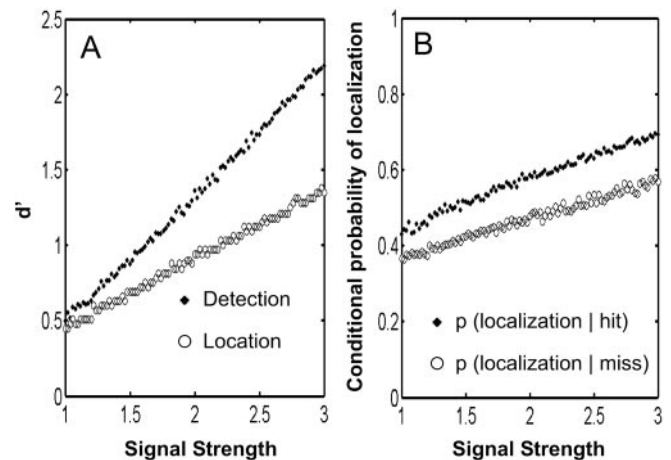 A
2.5
2
1.5
1
0.5
0
d'
Detection
Location
1 1.5 2 2.5 3
Signal Strength
B
1
0.8
0.6
0.4
0.2
0
Conditional probability of localization
p (localization | hit)
p (localization | miss)
1 1.5 2 2.5 3
Signal Strength